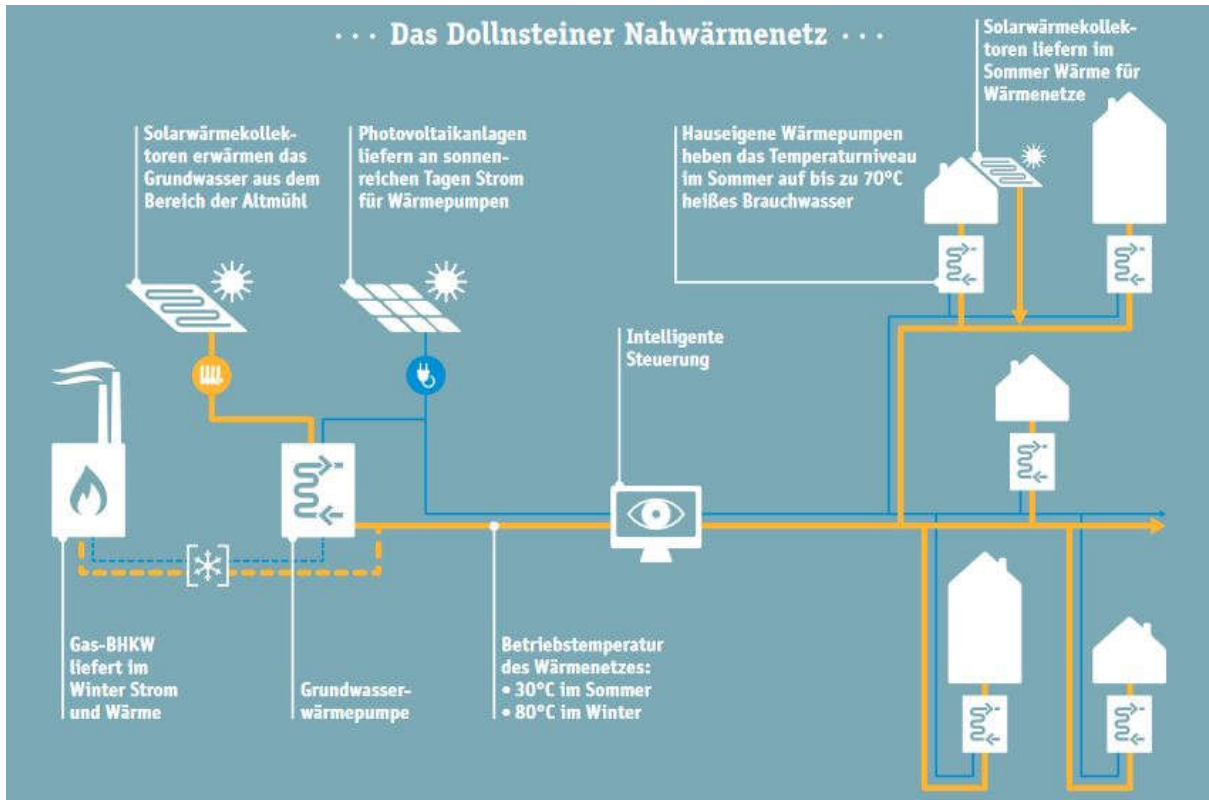 ··· Das Dollnsteiner Nahwärmenetz ···
Solarwärmekollek-
toren erwärmen das
Grundwasser aus dem
Bereich der Altmühl
Photovoltaikanlagen
liefern an sonnen-
reichen Tagen Strom
für Wärmepumpen
Hauseigene Wärmepumpen
heben das Temperaturniveau
im Sommer auf bis zu 70°C
heißes Brauchwasser
Solarwärmekollek-
toren liefern im
Sommer Wärme für
Wärmenetze
Intelligente
Steuerung
Gas-BHKW
liefert im
Winter Strom
und Wärme
Grundwasser-
wärmepumpe
Betriebstemperatur
des Wärmenetzes:
• 30°C im Sommer
• 80°C im Winter